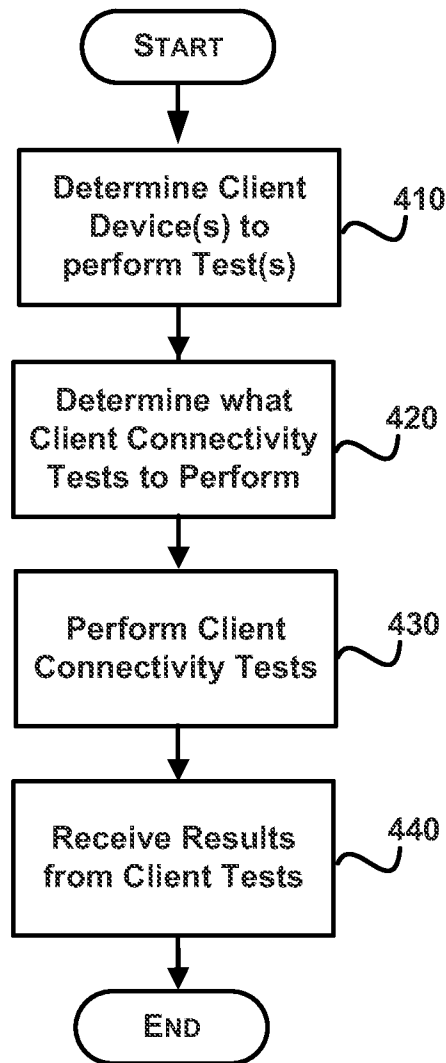 START
Determine Client
Device(s) to
perform Test(s)
410
Determine what
Client Connectivity
Tests to Perform
420
Perform Client
Connectivity Tests
430
Receive Results
from Client Tests
440
END